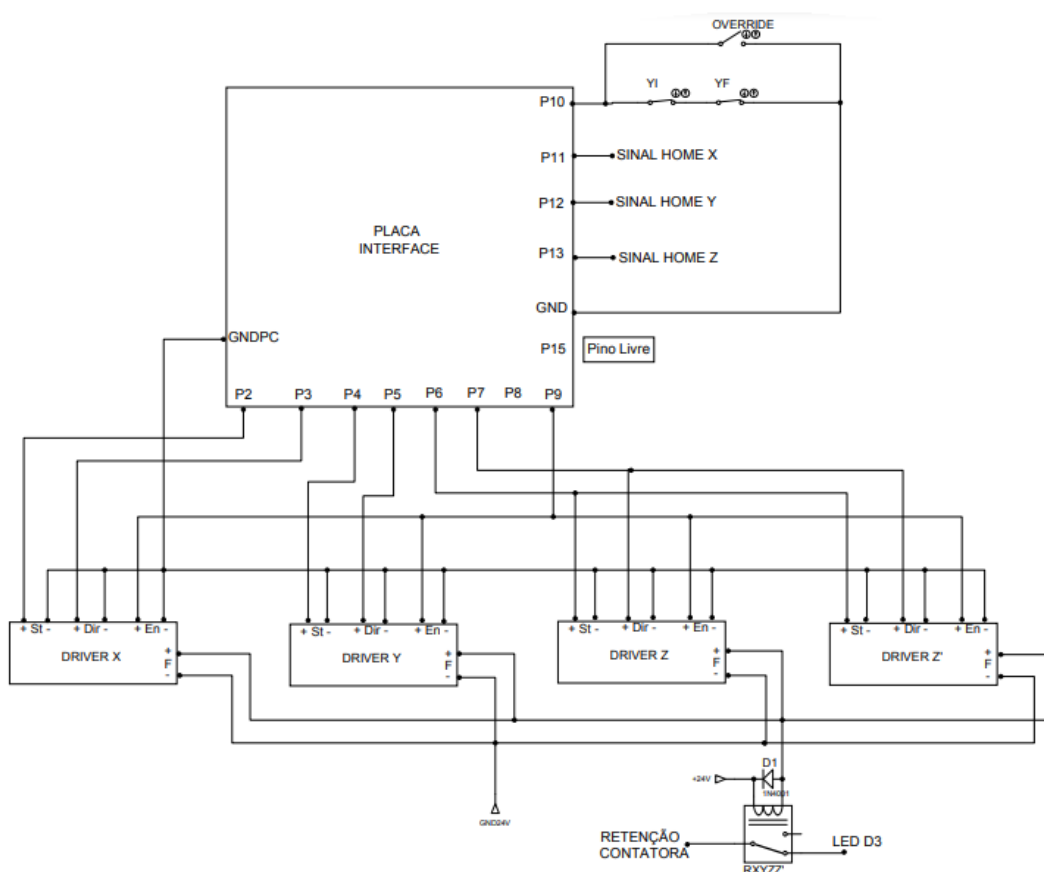 OVERRIDE
YI YF
P10
P11 SINAL HOME X
P12 SINAL HOME Y
PLACA
INTERFACE
P13 SINAL HOME Z
GND
GNDPC
P15 Pino Livre
P2 P3 P4 P5 P6 P7 P8 P9
+ St - + Dir - + En -
DRIVER X
+
F
-
+ St - + Dir - + En -
DRIVER Y
+
F
-
+ St - + Dir - + En -
DRIVER Z
+
F
-
+ St - + Dir - + En -
DRIVER Z'
+
F
-
D1
+24V
1N4001
GND24V
RETENÇÃO
CONTATORA
LED D3
RXYZZ'